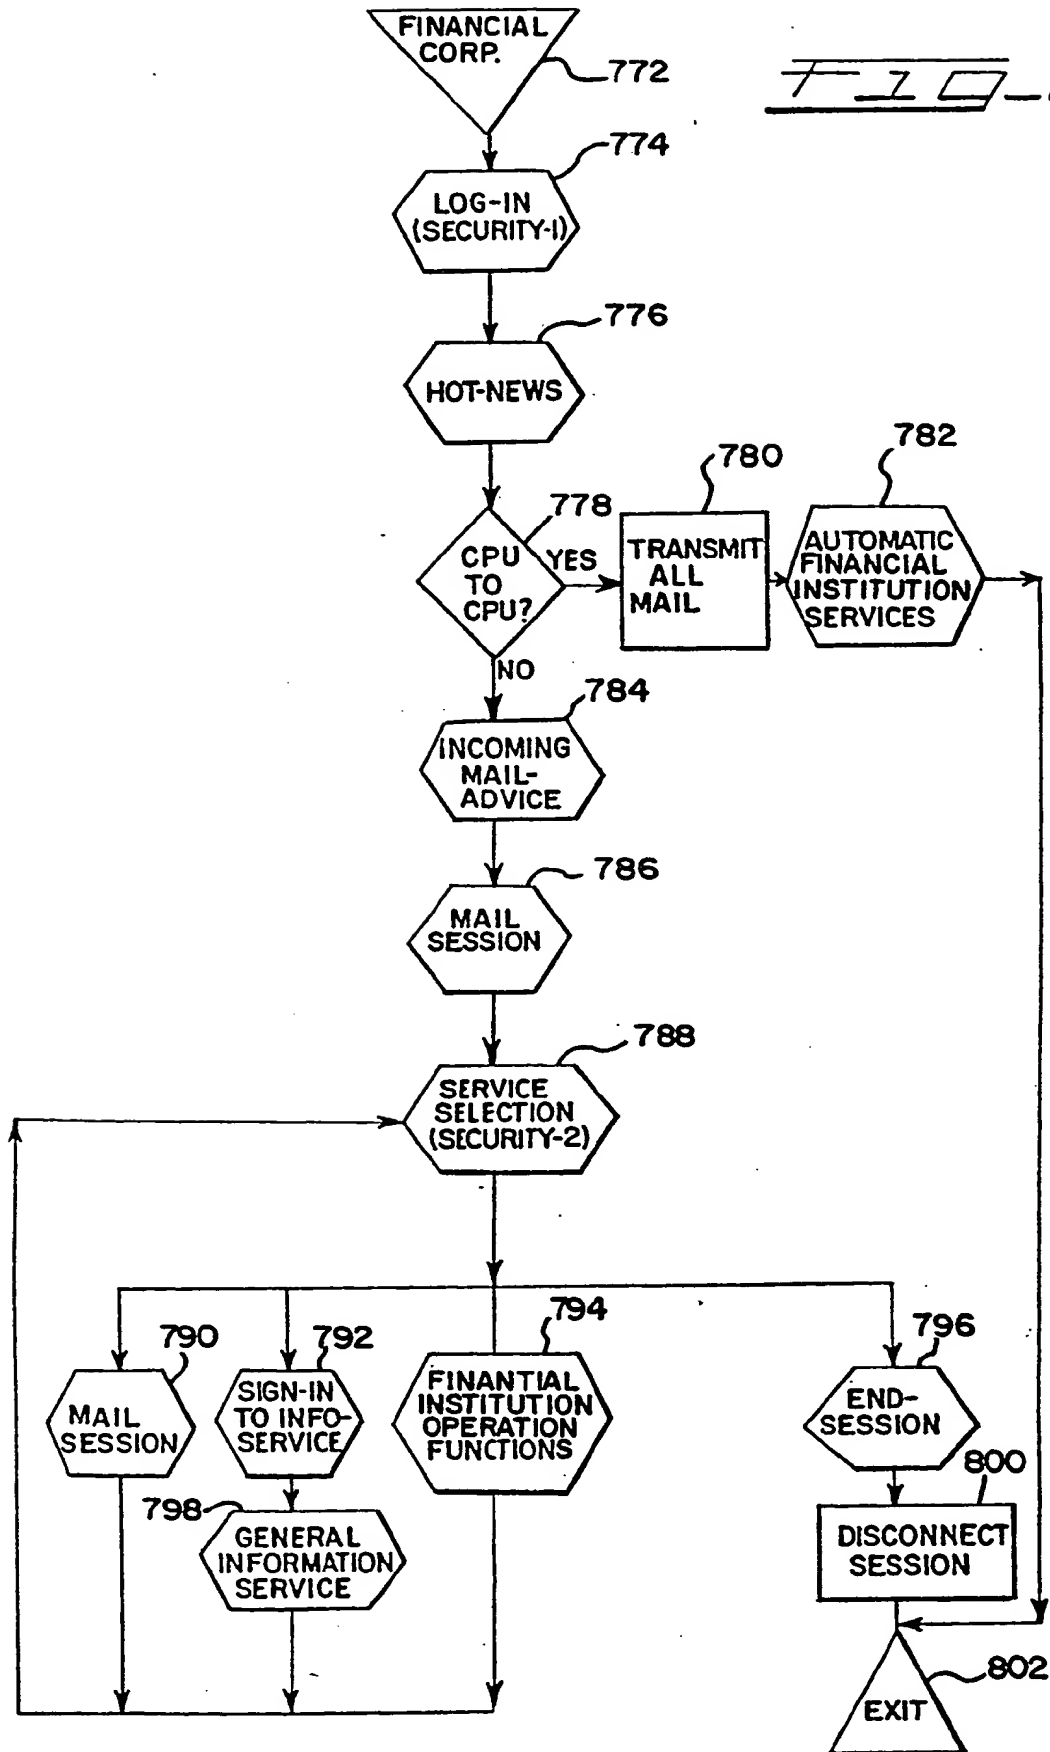 FINANCIAL
CORP.
772
Fig_
774
LOG-IN
(SECURITY-1)
776
HOT-NEWS
778
CPU
TO
CPU?
YES
NO
780
TRANSMIT
ALL
MAIL
782
AUTOMATIC
FINANCIAL
INSTITUTION
SERVICES
784
INCOMING
MAIL-
ADVICE
786
MAIL
SESSION
788
SERVICE
SELECTION
(SECURITY-2)
790
MAIL
SESSION
792
SIGN-IN
TO INFO-
SERVICE
794
FINANTIAL
INSTITUTION
OPERATION
FUNCTIONS
796
END-
SESSION
798
GENERAL
INFORMATION
SERVICE
800
DISCONNECT
SESSION
802
EXIT